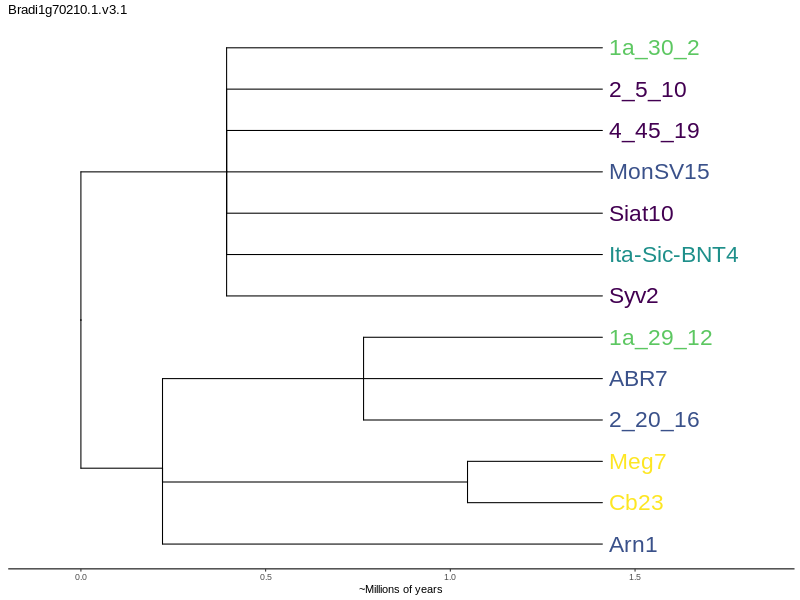 Bradi1g70210.1.v3.1
1a_30_2
2_5_10
4_45_19
MonSV15
Siat10
Ita-Sic-BNT4
Syv2
1a_29_12
ABR7
2_20_16
Meg7
Cb23
Arn1
0.0 0.5 1.0 1.5
~Millions of years